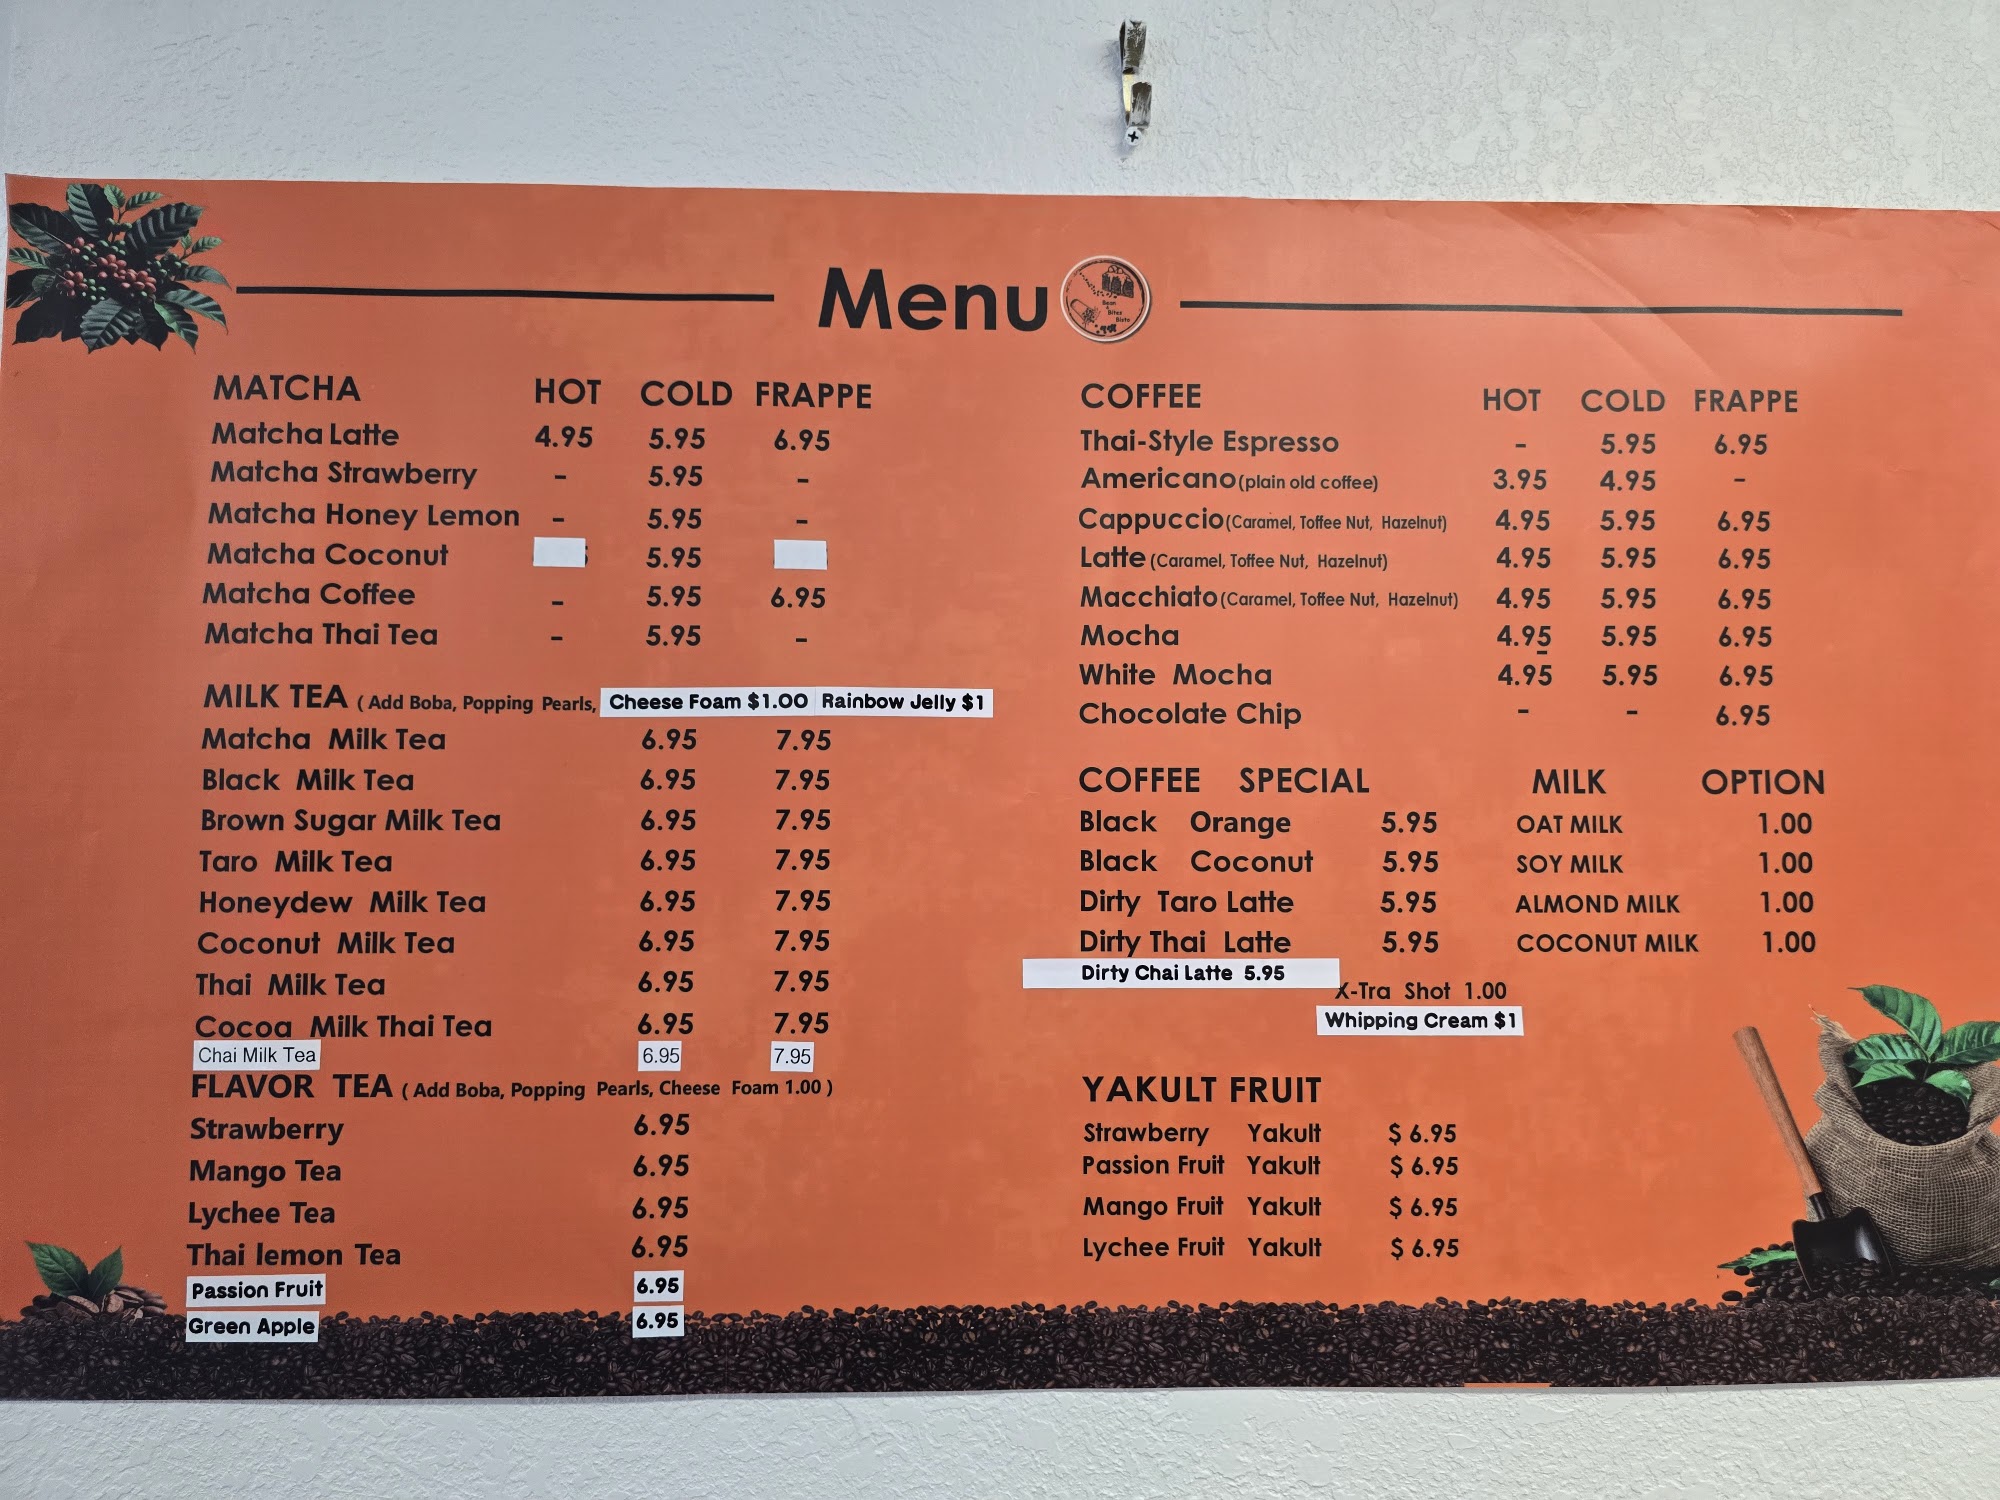 Menu
Bean
Bites
Bisto
MATCHA HOT COLD FRAPPE
Matcha Latte 4.95 5.95 6.95
Matcha Strawberry - 5.95 -
Matcha Honey Lemon - 5.95 -
Matcha Coconut 5.95
Matcha Coffee - 5.95 6.95
Matcha Thai Tea - 5.95 -
MILK TEA ( Add Boba, Popping Pearls, Cheese Foam $1.00 Rainbow Jelly $1
Matcha Milk Tea 6.95 7.95
Black Milk Tea 6.95 7.95
Brown Sugar Milk Tea 6.95 7.95
Taro Milk Tea 6.95 7.95
Honeydew Milk Tea 6.95 7.95
Coconut Milk Tea 6.95 7.95
Thai Milk Tea 6.95 7.95
Cocoa Milk Thai Tea 6.95 7.95
Chai Milk Tea 6.95 7.95
FLAVOR TEA ( Add Boba, Popping Pearls, Cheese Foam 1.00 )
Strawberry 6.95
Mango Tea 6.95
Lychee Tea 6.95
Thai lemon Tea 6.95
Passion Fruit 6.95
Green Apple 6.95
COFFEE HOT COLD FRAPPE
Thai-Style Espresso - 5.95 6.95
Americano (plain old coffee) 3.95 4.95 -
Cappuccio (Caramel, Toffee Nut, Hazelnut) 4.95 5.95 6.95
Latte (Caramel, Toffee Nut, Hazelnut) 4.95 5.95 6.95
Macchiato (Caramel, Toffee Nut, Hazelnut) 4.95 5.95 6.95
Mocha 4.95 5.95 6.95
White Mocha 4.95 5.95 6.95
Chocolate Chip - - 6.95
COFFEE SPECIAL
Black Orange 5.95
Black Coconut 5.95
Dirty Taro Latte 5.95
Dirty Thai Latte 5.95
Dirty Chai Latte 5.95
MILK OPTION
OAT MILK 1.00
SOY MILK 1.00
ALMOND MILK 1.00
COCONUT MILK 1.00
X-Tra Shot 1.00
Whipping Cream $1
YAKULT FRUIT
Strawberry Yakult $ 6.95
Passion Fruit Yakult $ 6.95
Mango Fruit Yakult $ 6.95
Lychee Fruit Yakult $ 6.95